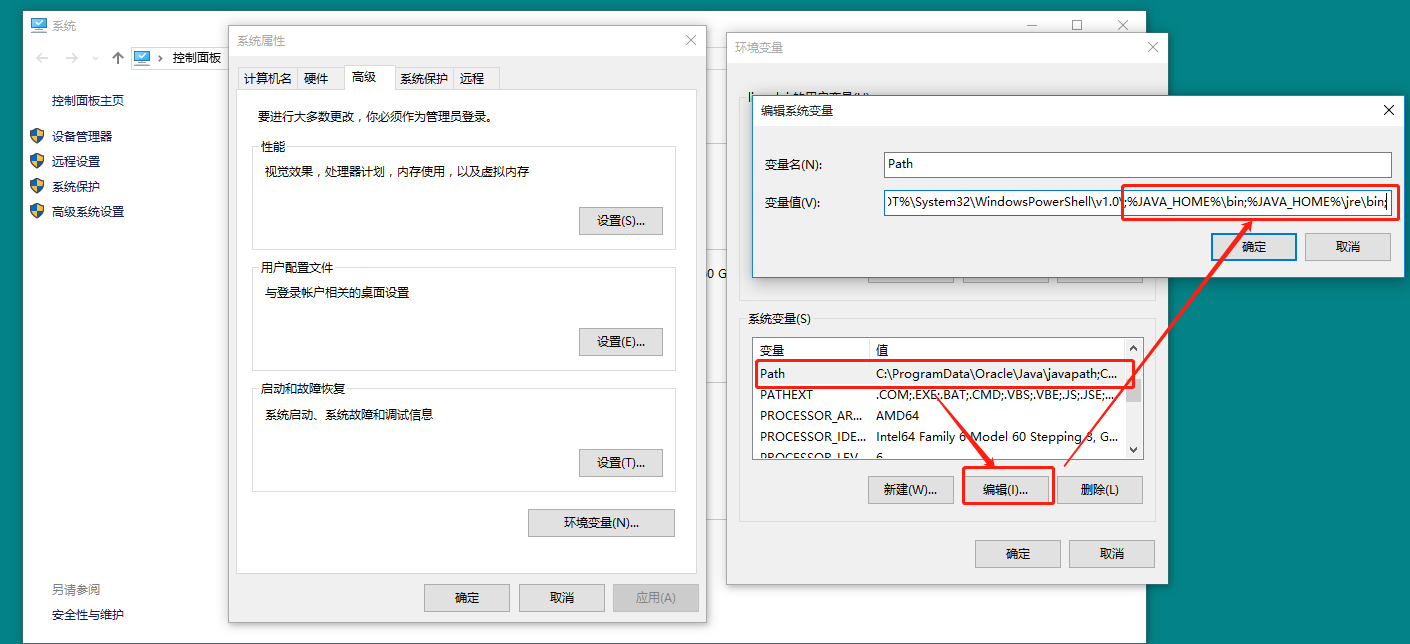 系统
控制面板
控制面板主页
设备管理器
远程设置
系统保护
高级系统设置
另请参阅
安全性与维护
系统属性
计算机名 硬件 高级 系统保护 远程
要进行大多数更改，你必须作为管理员登录。
性能
视觉效果，处理器计划，内存使用，以及虚拟内存
设置(S)...
用户配置文件
与登录帐户相关的桌面设置
设置(E)...
启动和故障恢复
系统启动、系统故障和调试信息
设置(T)...
环境变量(N)...
确定 取消 应用(A)
0 G
环境变量
编辑系统变量
变量名(N): Path
变量值(V): OT%\System32\WindowsPowerShell\v1.0\;%JAVA_HOME%\bin;%JAVA_HOME%\jre\bin;
确定 取消
系统变量(S)
变量 值
Path C:\ProgramData\Oracle\Java\javapath;C...
PATHEXT .COM;.EXE;.BAT;.CMD;.VBS;.VBE;.JS;.JSE;...
PROCESSOR_AR... AMD64
PROCESSOR_IDE... Intel64 Family 6 Model 60 Stepping 3, G...
PROCESSOR_LEV... 6
新建(W)... 编辑(I)... 删除(L)
确定 取消